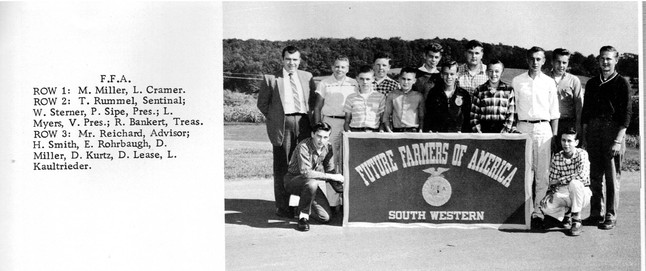 F.F.A.
ROW 1: M. Miller, L. Cramer.
ROW 2: T. Rummel, Sentinal;
W. Sterner, P. Sipe, Pres.; L.
Myers, V. Pres.; R. Bankert, Treas.
ROW 3: Mr. Reichard, Advisor;
H. Smith, E. Rohrbaugh, D.
Miller, D. Kurtz, D. Lease, L.
Kaultrieder.
FUTURE FARMERS OF AMERICA
SOUTH WESTERN